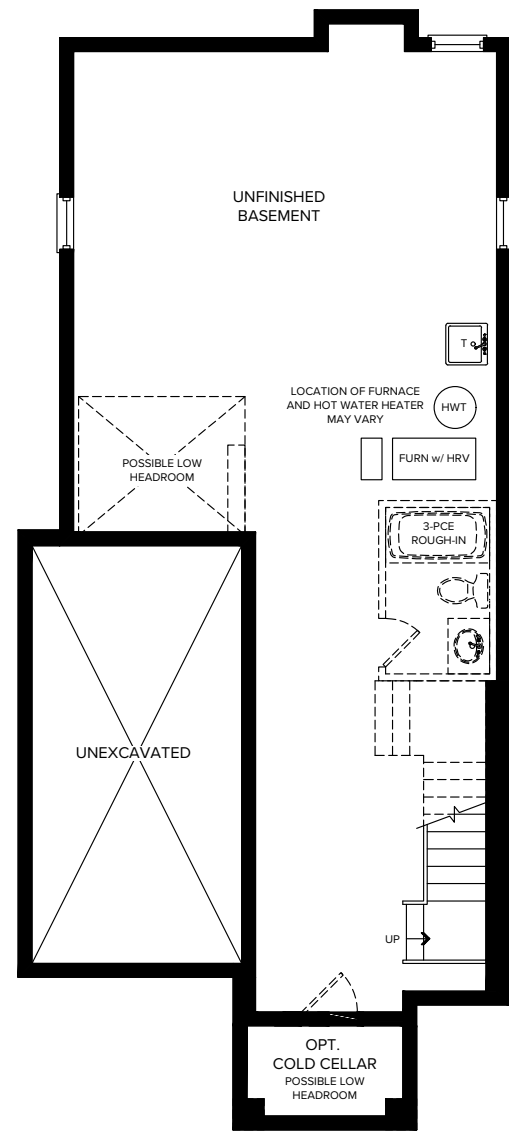 UNFINISHED
BASEMENT
T
LOCATION OF FURNACE
AND HOT WATER HEATER
MAY VARY
HWT
FURN w/ HRV
POSSIBLE LOW
HEADROOM
3-PCE
ROUGH-IN
UNEXCAVATED
UP
OPT.
COLD CELLAR
POSSIBLE LOW
HEADROOM